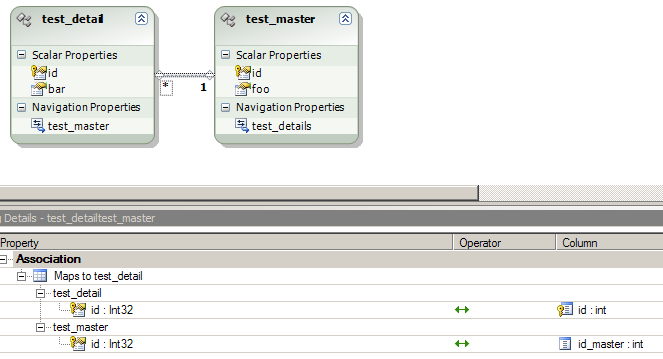 test_detail
test_master
Scalar Properties
Scalar Properties
id
id
bar
foo
*
1
Navigation Properties
Navigation Properties
test_master
test_details
Details - test_detailtest_master
Property Operator Column
Association
Maps to test_detail
test_detail
id : Int32 id : int
test_master
id : Int32 id_master : int